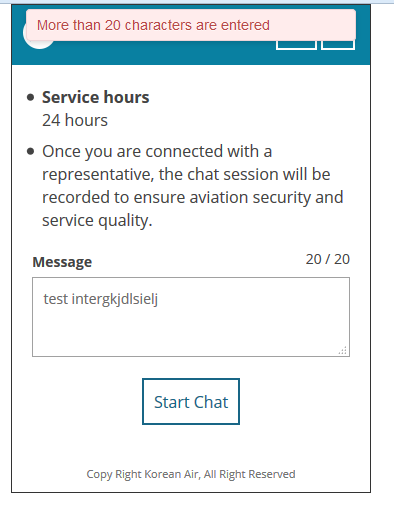 More than 20 characters are entered
Service hours
24 hours
Once you are connected with a
representative, the chat session will be
recorded to ensure aviation security and
service quality.
Message 20 / 20
test intergkjdlsielj
Start Chat
Copy Right Korean Air, All Right Reserved